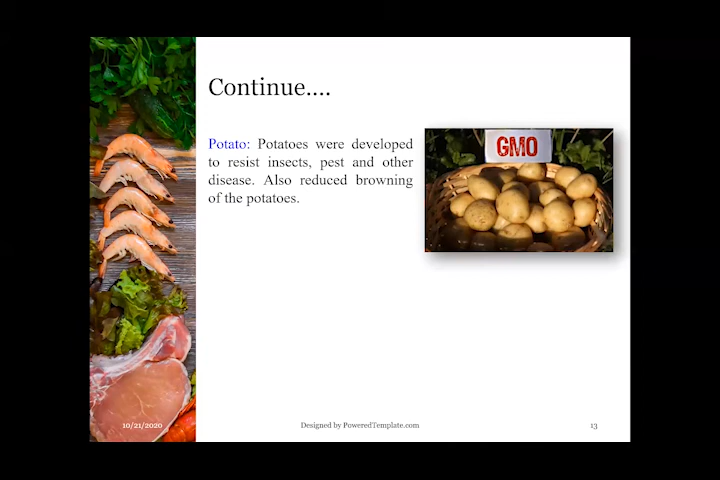 Continue....
Potato: Potatoes were developed
to resist insects, pest and other
disease. Also reduced browning
of the potatoes.
GMO
10/21/2020
Designed by PoweredTemplate.com
13